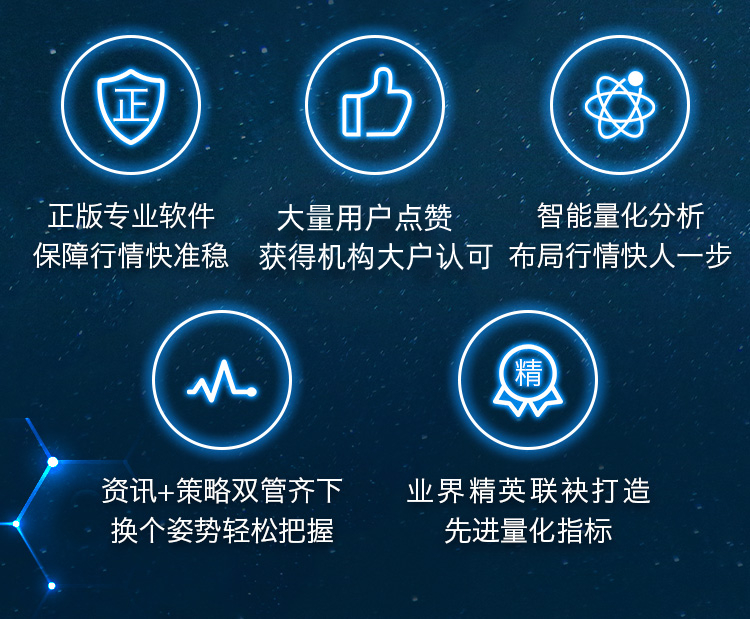 正
正版专业软件
保障行情快准稳
大量用户点赞
获得机构大户认可
智能量化分析
布局行情快人一步
资讯+策略双管齐下
换个姿势轻松把握
精
业界精英联袂打造
先进量化指标